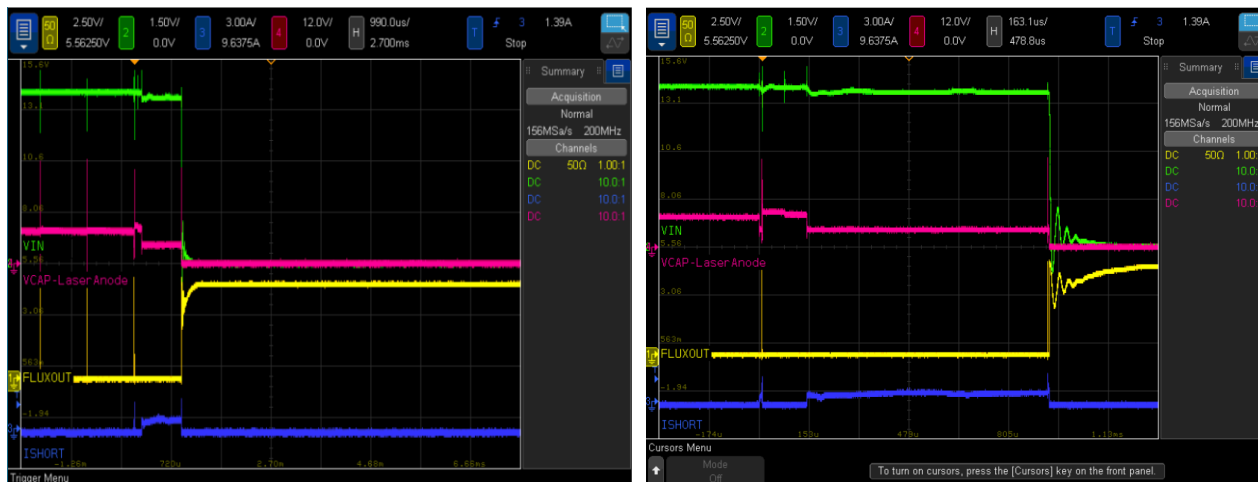 50Ω 2.50V/ 5.56250V 2 1.50V/ 0.0V 3 3.00A/ 9.6375A 4 12.0V/ 0.0V H 990.0us/ 2.700ms T 3 1.39A Stop
15.6V
13.1
10.6
8.06
VIN
5.56
VCAP-LaserAnode
3.06
563m
FLUXOUT
-1.94
ISHORT
-1.26m 720u 2.70m 4.68m 6.66ms
Trigger Menu
Summary
Acquisition
Normal
156MSa/s 200MHz
Channels
DC 50Ω 1.00:1
DC 10.0:1
DC 10.0:1
DC 10.0:1
50Ω 2.50V/ 5.56250V 2 1.50V/ 0.0V 3 3.00A/ 9.6375A 4 12.0V/ 0.0V H 163.1us/ 478.8us T 3 1.39A Stop
15.6V
13.1
10.6
8.06
VIN
5.56
VCAP-LaserAnode
3.06
563m
FLUXOUT
-1.94
ISHORT
-174u 153u 479u 805u 1.13ms
Summary
Acquisition
Normal
156MSa/s 200MHz
Channels
DC 50Ω 1.00:
DC 10.0:
DC 10.0:
DC 10.0:
Cursors Menu
Mode
Off
To turn on cursors, press the [Cursors] key on the front panel.